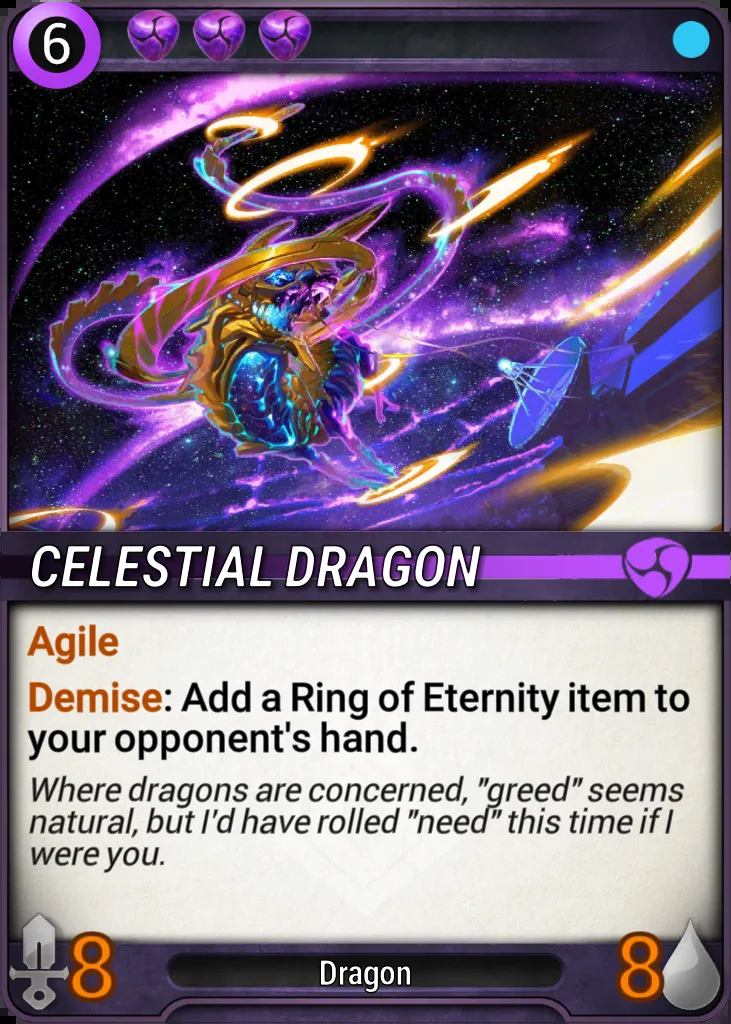 6
CELESTIAL DRAGON
Agile
Demise: Add a Ring of Eternity item to
your opponent's hand.
Where dragons are concerned, "greed" seems
natural, but I'd have rolled "need" this time if I
were you.
8
Dragon
8